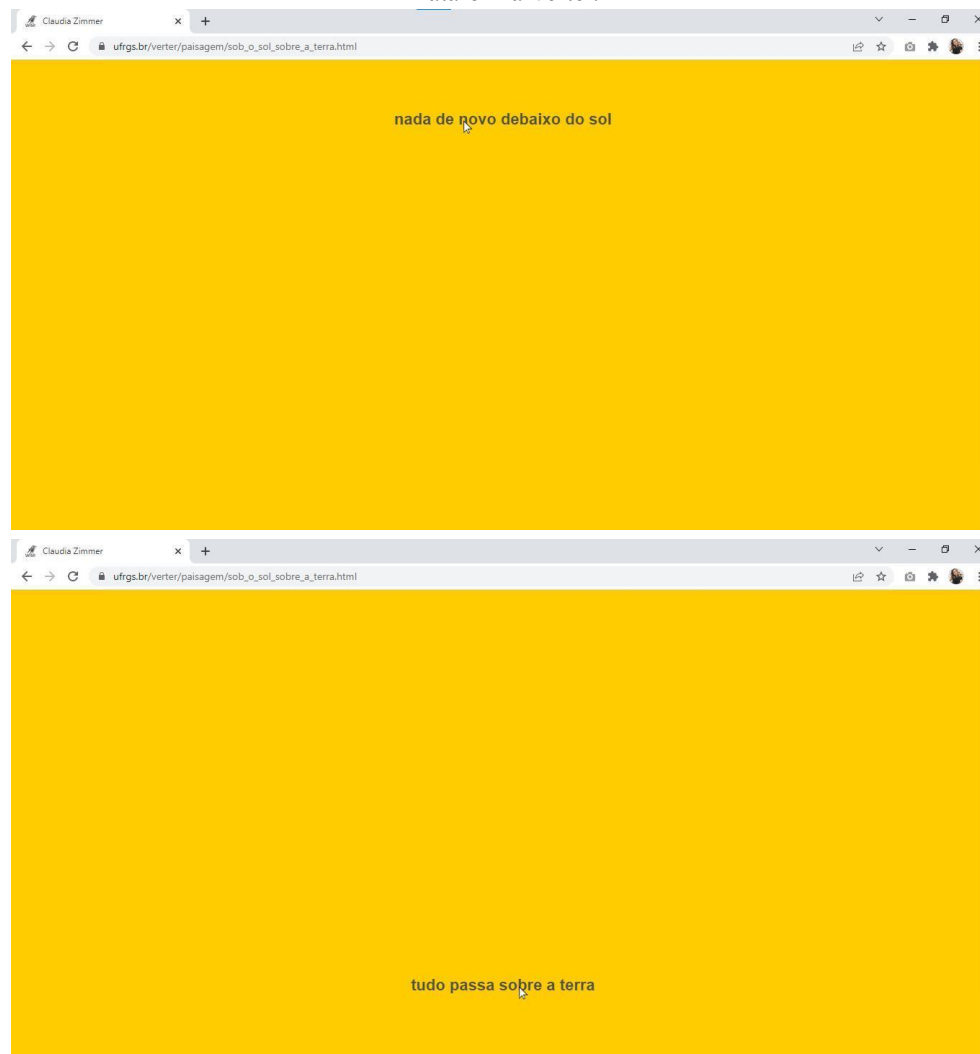 Claudia Zimmer
ufrgs.br/verter/paisagem/sob_o_sol_sobre_a_terra.html
nada de novo debaixo do sol
Claudia Zimmer
ufrgs.br/verter/paisagem/sob_o_sol_sobre_a_terra.html
tudo passa sobre a terra